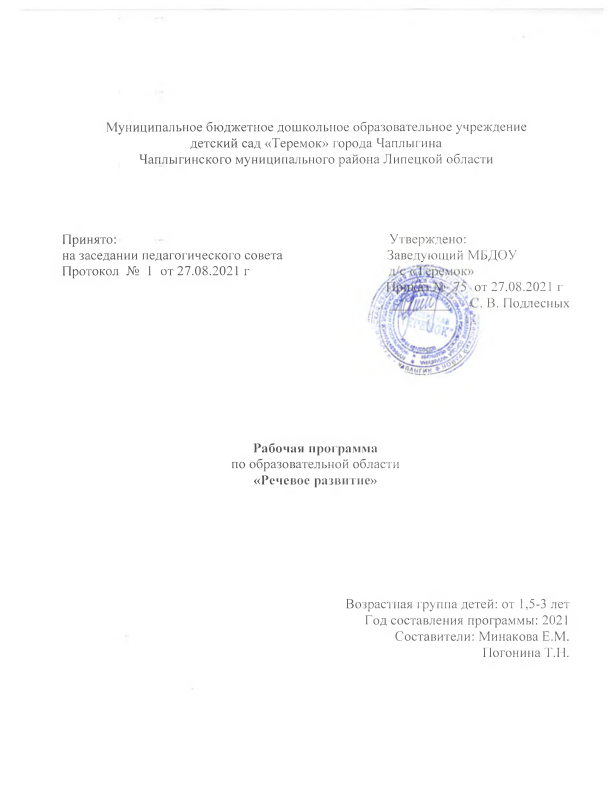 Муниципальное бюджетное дошкольное образовательное учреждение
детский сад «Теремок» города Чаплыгина
Чаплыгинского муниципального района Липецкой области
Принято:
на заседании педагогического совета
Протокол № 1 от 27.08.2021 г
Утверждено:
Заведующий МБДОУ
д/с «Теремок»
Приказ № 75 от 27.08.2021 г
С. В. Подлесных
Рабочая программа
по образовательной области
«Речевое развитие»
Возрастная группа детей: от 1,5-3 лет
Год составления программы: 2021
Составители: Минакова Е.М.
Погонина Т.Н.